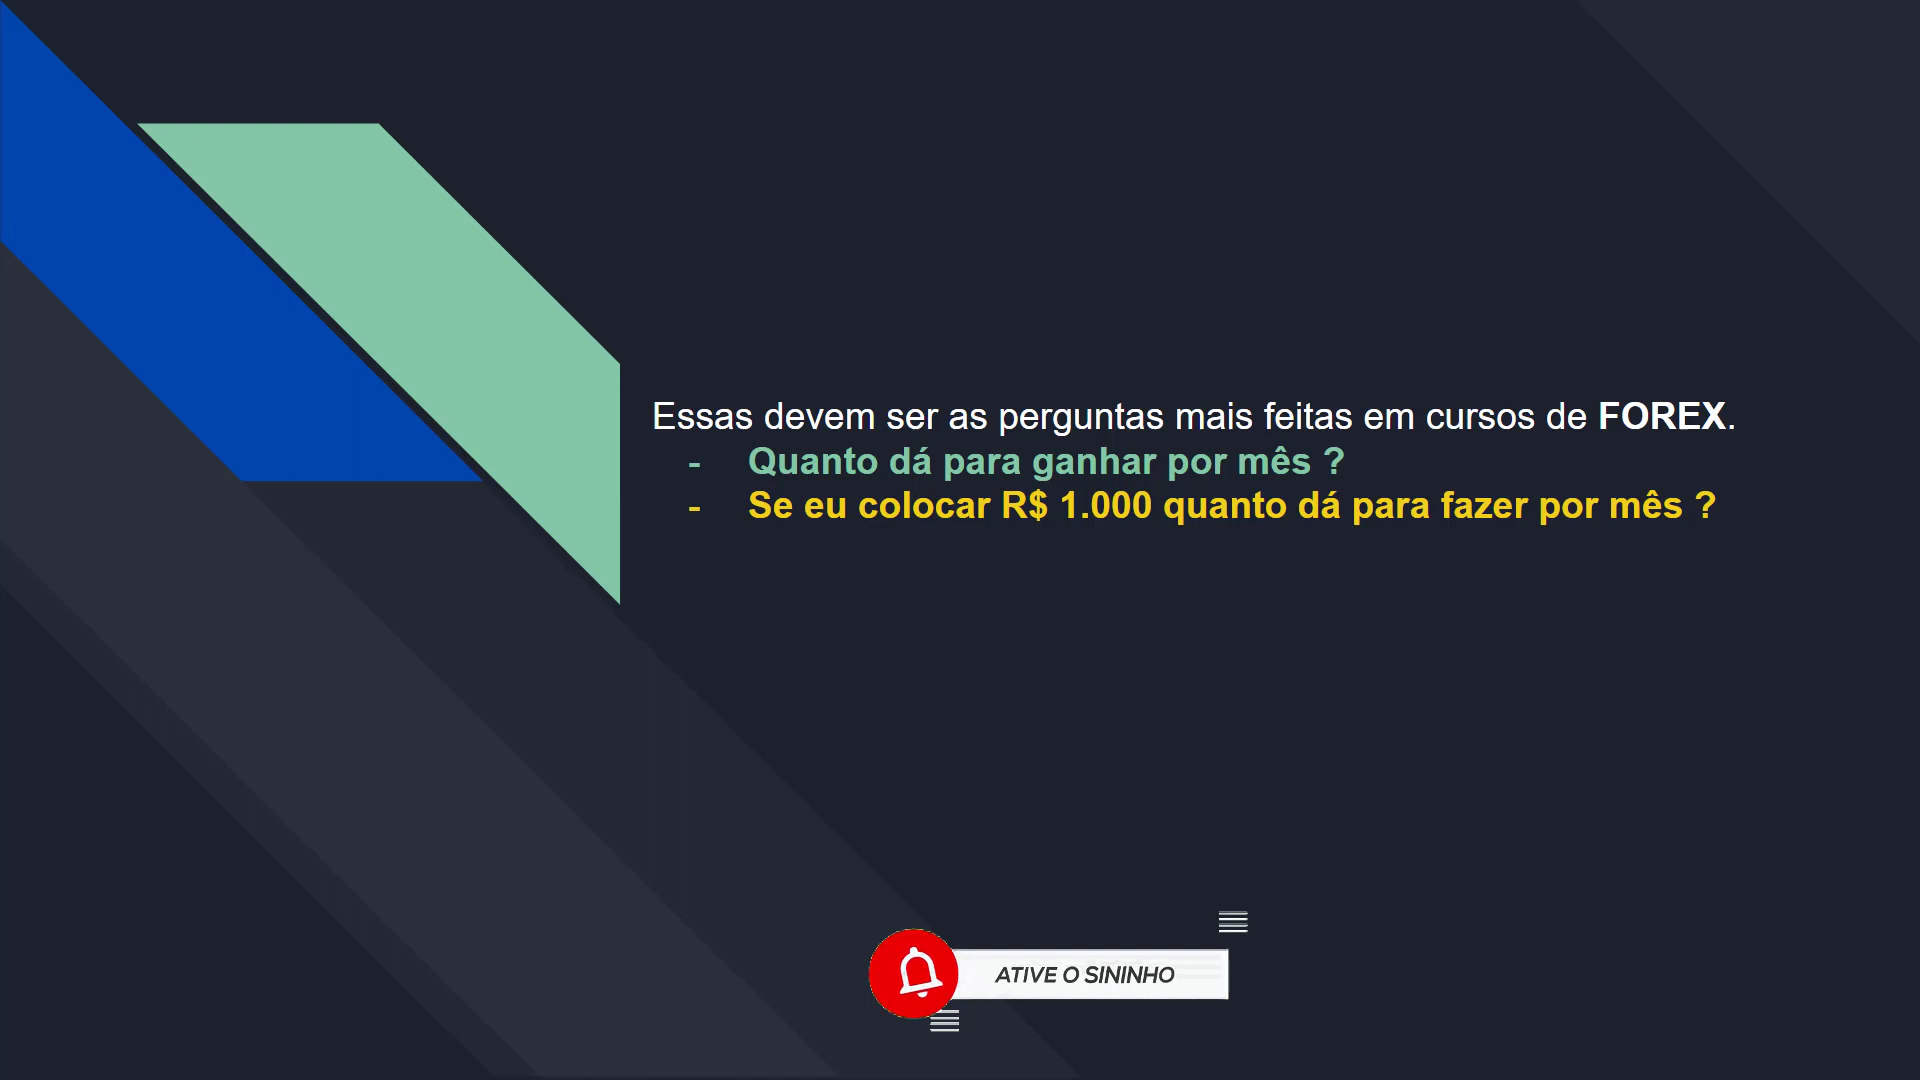 Essas devem ser as perguntas mais feitas em cursos de FOREX.
- Quanto dá para ganhar por mês ?
- Se eu colocar R$ 1.000 quanto dá para fazer por mês ?
ATIVE O SININHO